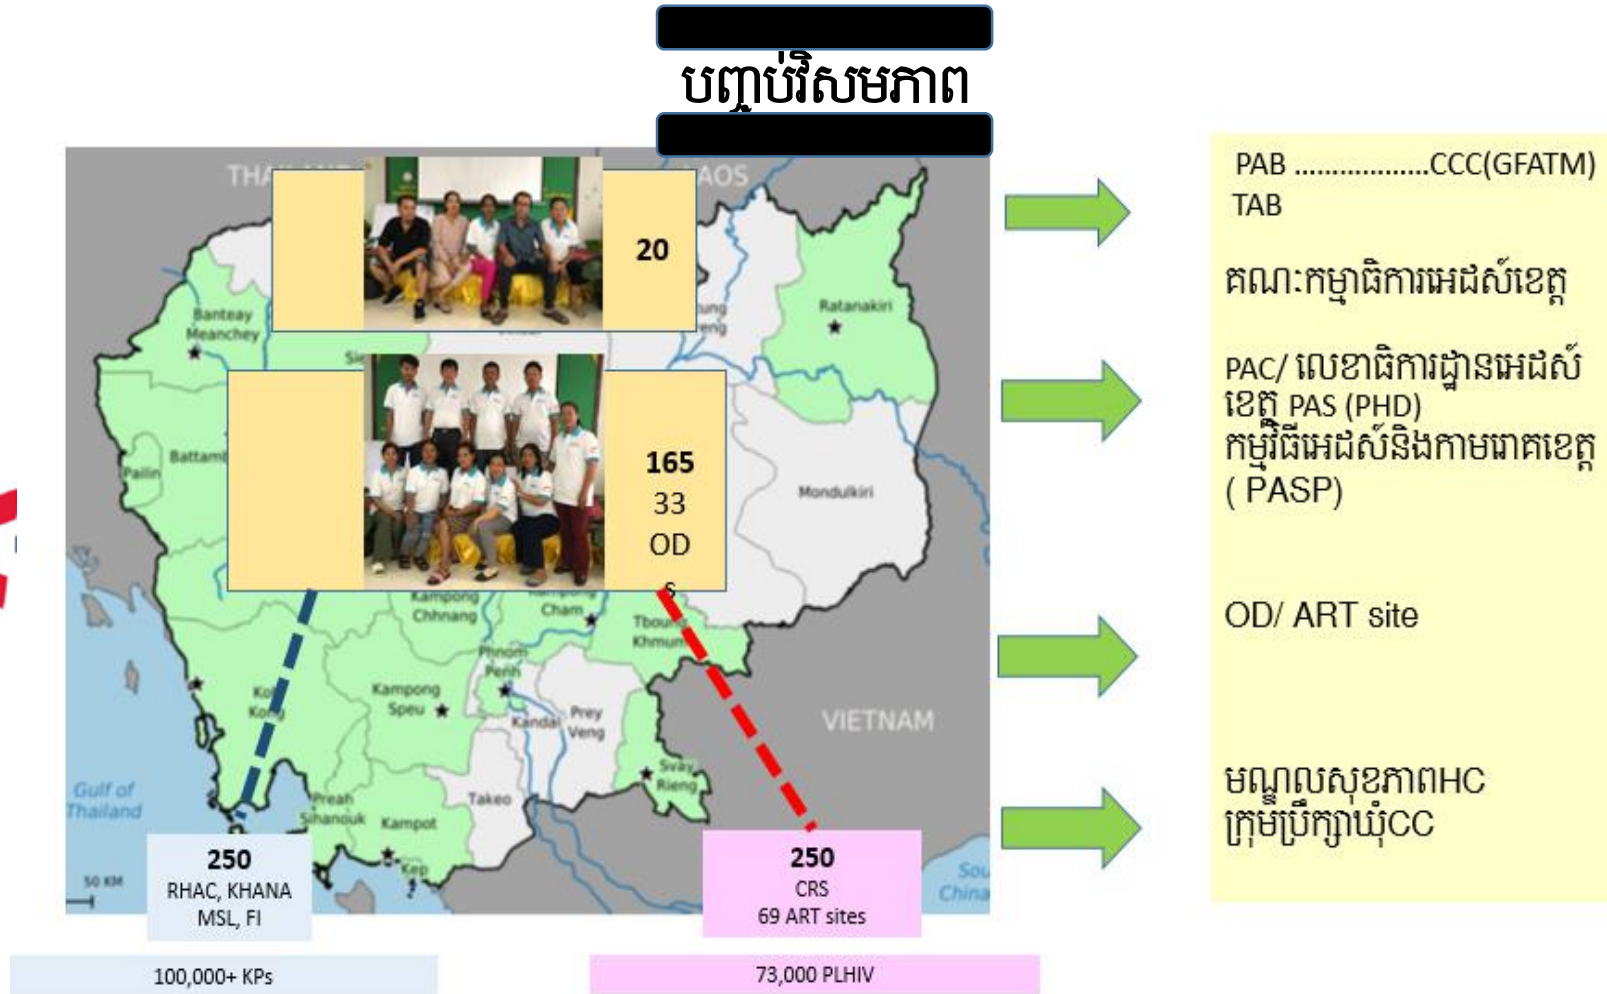 បញ្ចប់វិសមភាព
LAOS
20
Banteay
Meanchey
Ratanakiri
Pailin
165
33
OD
s
Mondulkiri
Kampong
Chhnang
Cham
Tboung
Khmum
Phnom
Penh
Koh
Kong
Kampong
Speu
Kandal
Prey
Veng
VIETNAM
Svay
Rieng
Gulf of
Thailand
Preah
Sihanouk
Kampot
Takeo
Kep
50 KM
250
RHAC, KHANA
MSL, FI
250
CRS
69 ART sites
100,000+ KPs
73,000 PLHIV
PAB ..................CCC(GFATM)
TAB
គណៈកម្មាធិការអេដស៍ខេត្ត
PAC/ លេខាធិការដ្ឋានអេដស៍
ខេត្ត PAS (PHD)
កម្មវិធីអេដស៍និងកាមរោគខេត្ត
( PASP)
OD/ ART site
មណ្ឌលសុខភាពHC
ក្រុមប្រឹក្សាឃុំCC